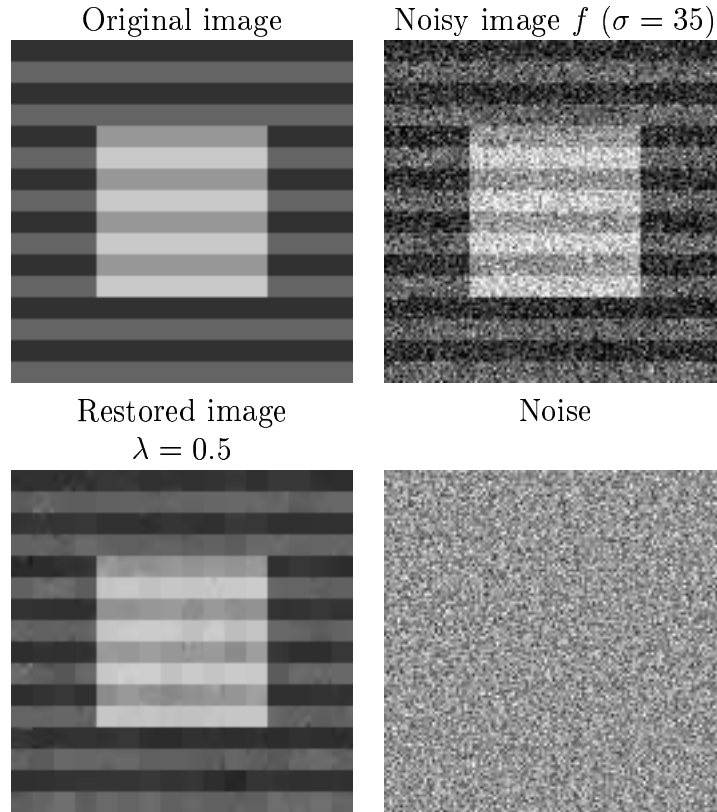 Original image
Noisy image f (σ = 35)
Restored image
λ = 0.5
Noise